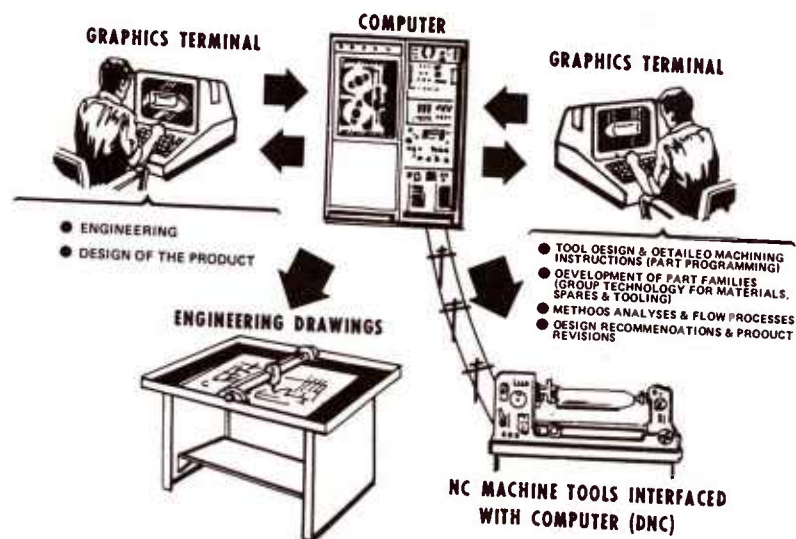 COMPUTER
GRAPHICS TERMINAL
GRAPHICS TERMINAL
● ENGINEERING
● DESIGN OF THE PRODUCT
● TOOL OESIGN & OETAILEO MACHINING
INSTRUCTIONS (PART PROGRAMMING)
● OEVELOPMENT OF PART FAMILIES
(GROUP TECHNOLOGY FOR MATERIALS,
SPARES & TOOLING)
● METHOOS ANALYSES & FLOW PROCESSES
● OESIGN RECOMMENOATIONS & PRODUCT
REVISIONS
ENGINEERING DRAWINGS
NC MACHINE TOOLS INTERFACED
WITH COMPUTER (DNC)